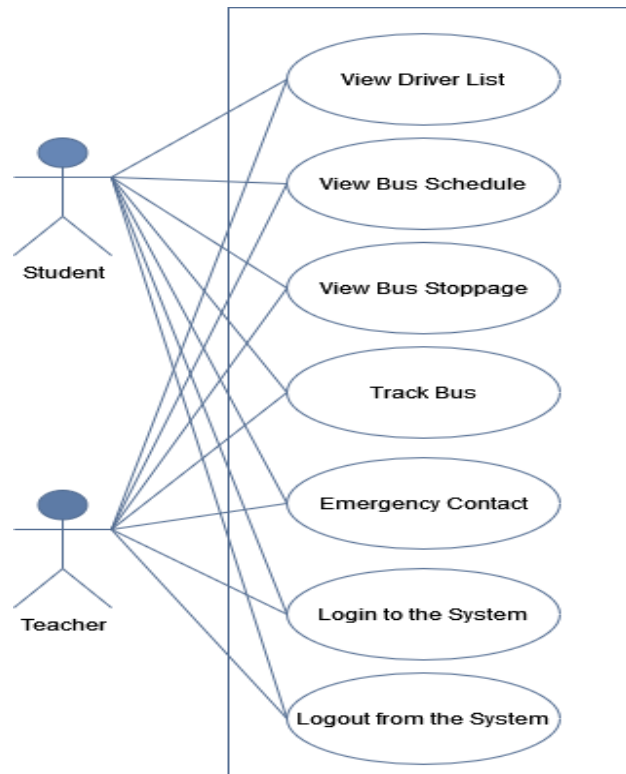 View Driver List
View Bus Schedule
Student
View Bus Stoppage
Track Bus
Emergency Contact
Teacher
Login to the System
Logout from the System